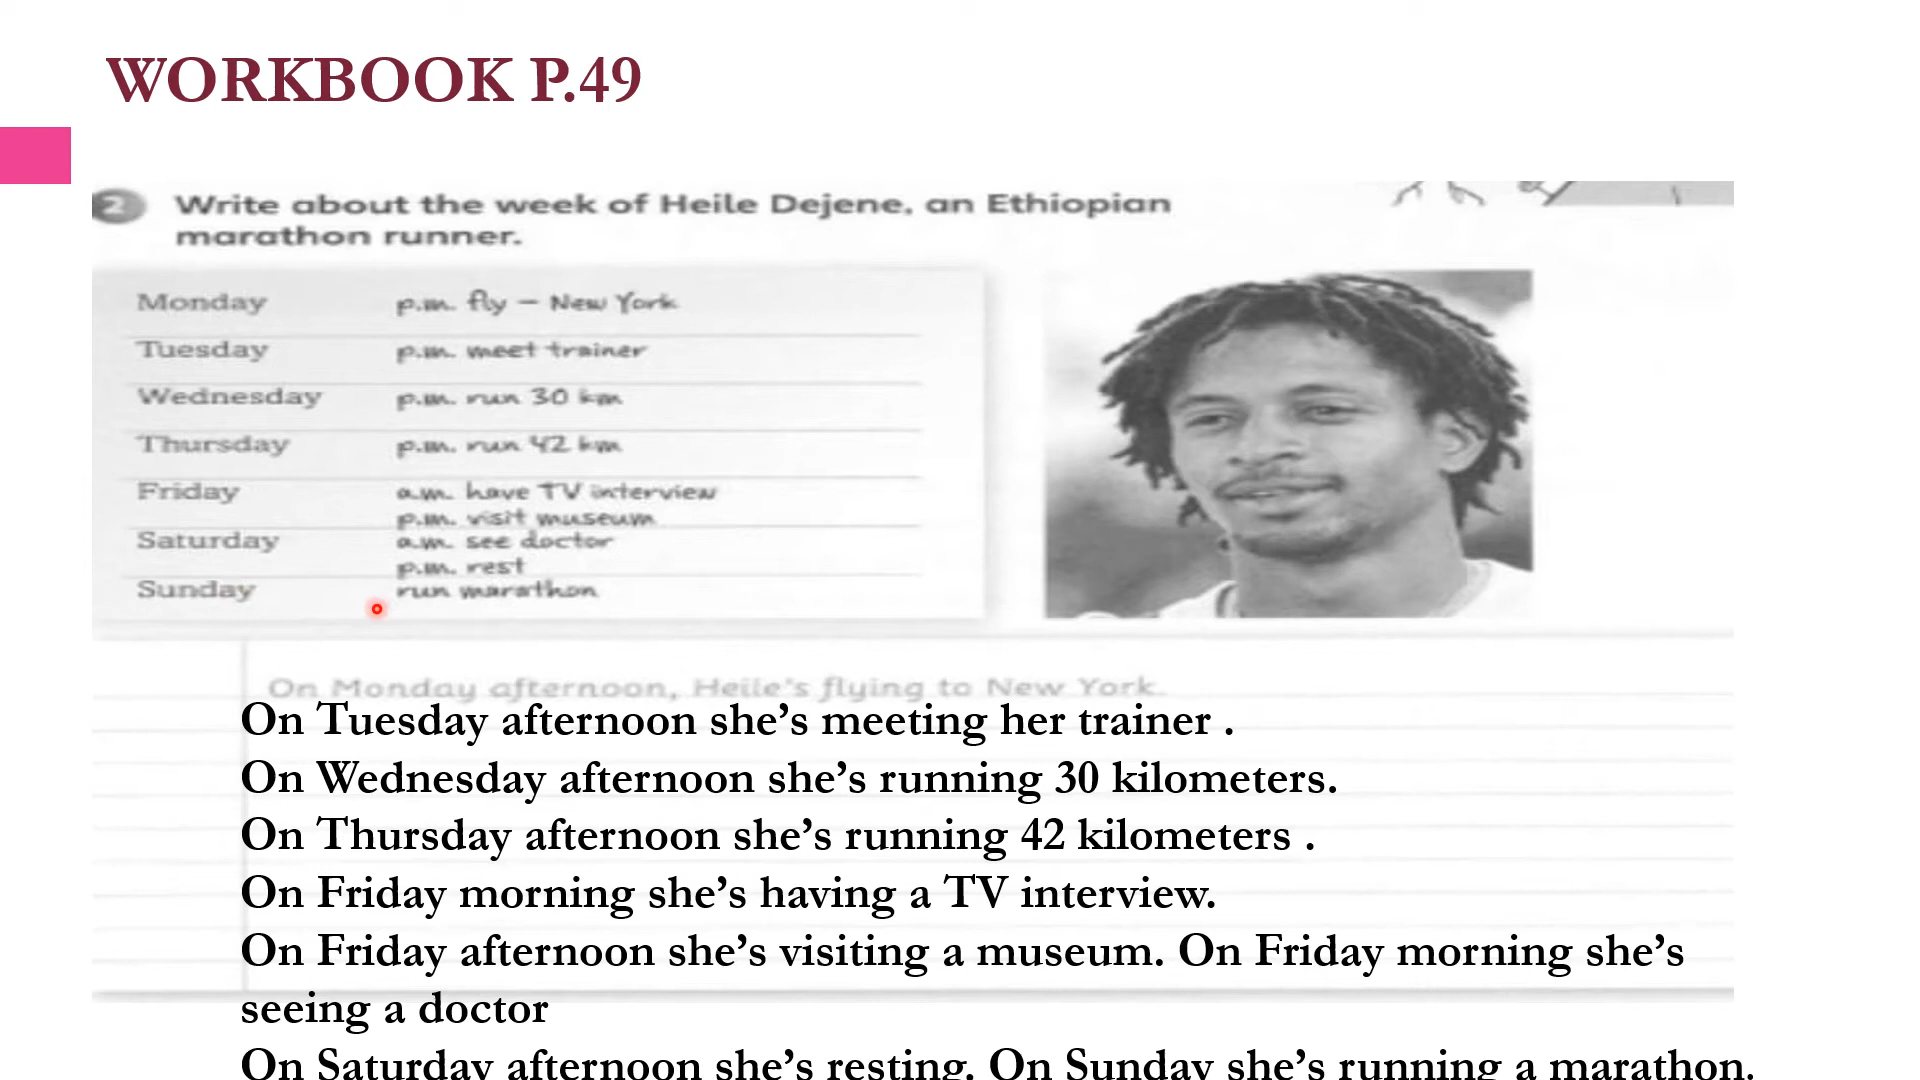 WORKBOOK P.49
2 Write about the week of Heile Dejene, an Ethiopian
marathon runner.
Monday p.m. fly – New York
Tuesday p.m. meet trainer
Wednesday p.m. run 30 km
Thursday p.m. run 42 km
Friday a.m. have TV interview
p.m. visit museum
Saturday a.m. see doctor
p.m. rest
Sunday run marathon
On Monday afternoon, Heile's flying to New York.
On Tuesday afternoon she’s meeting her trainer .
On Wednesday afternoon she’s running 30 kilometers.
On Thursday afternoon she’s running 42 kilometers .
On Friday morning she’s having a TV interview.
On Friday afternoon she’s visiting a museum. On Friday morning she’s
seeing a doctor
On Saturday afternoon she’s resting. On Sunday she’s running a marathon.